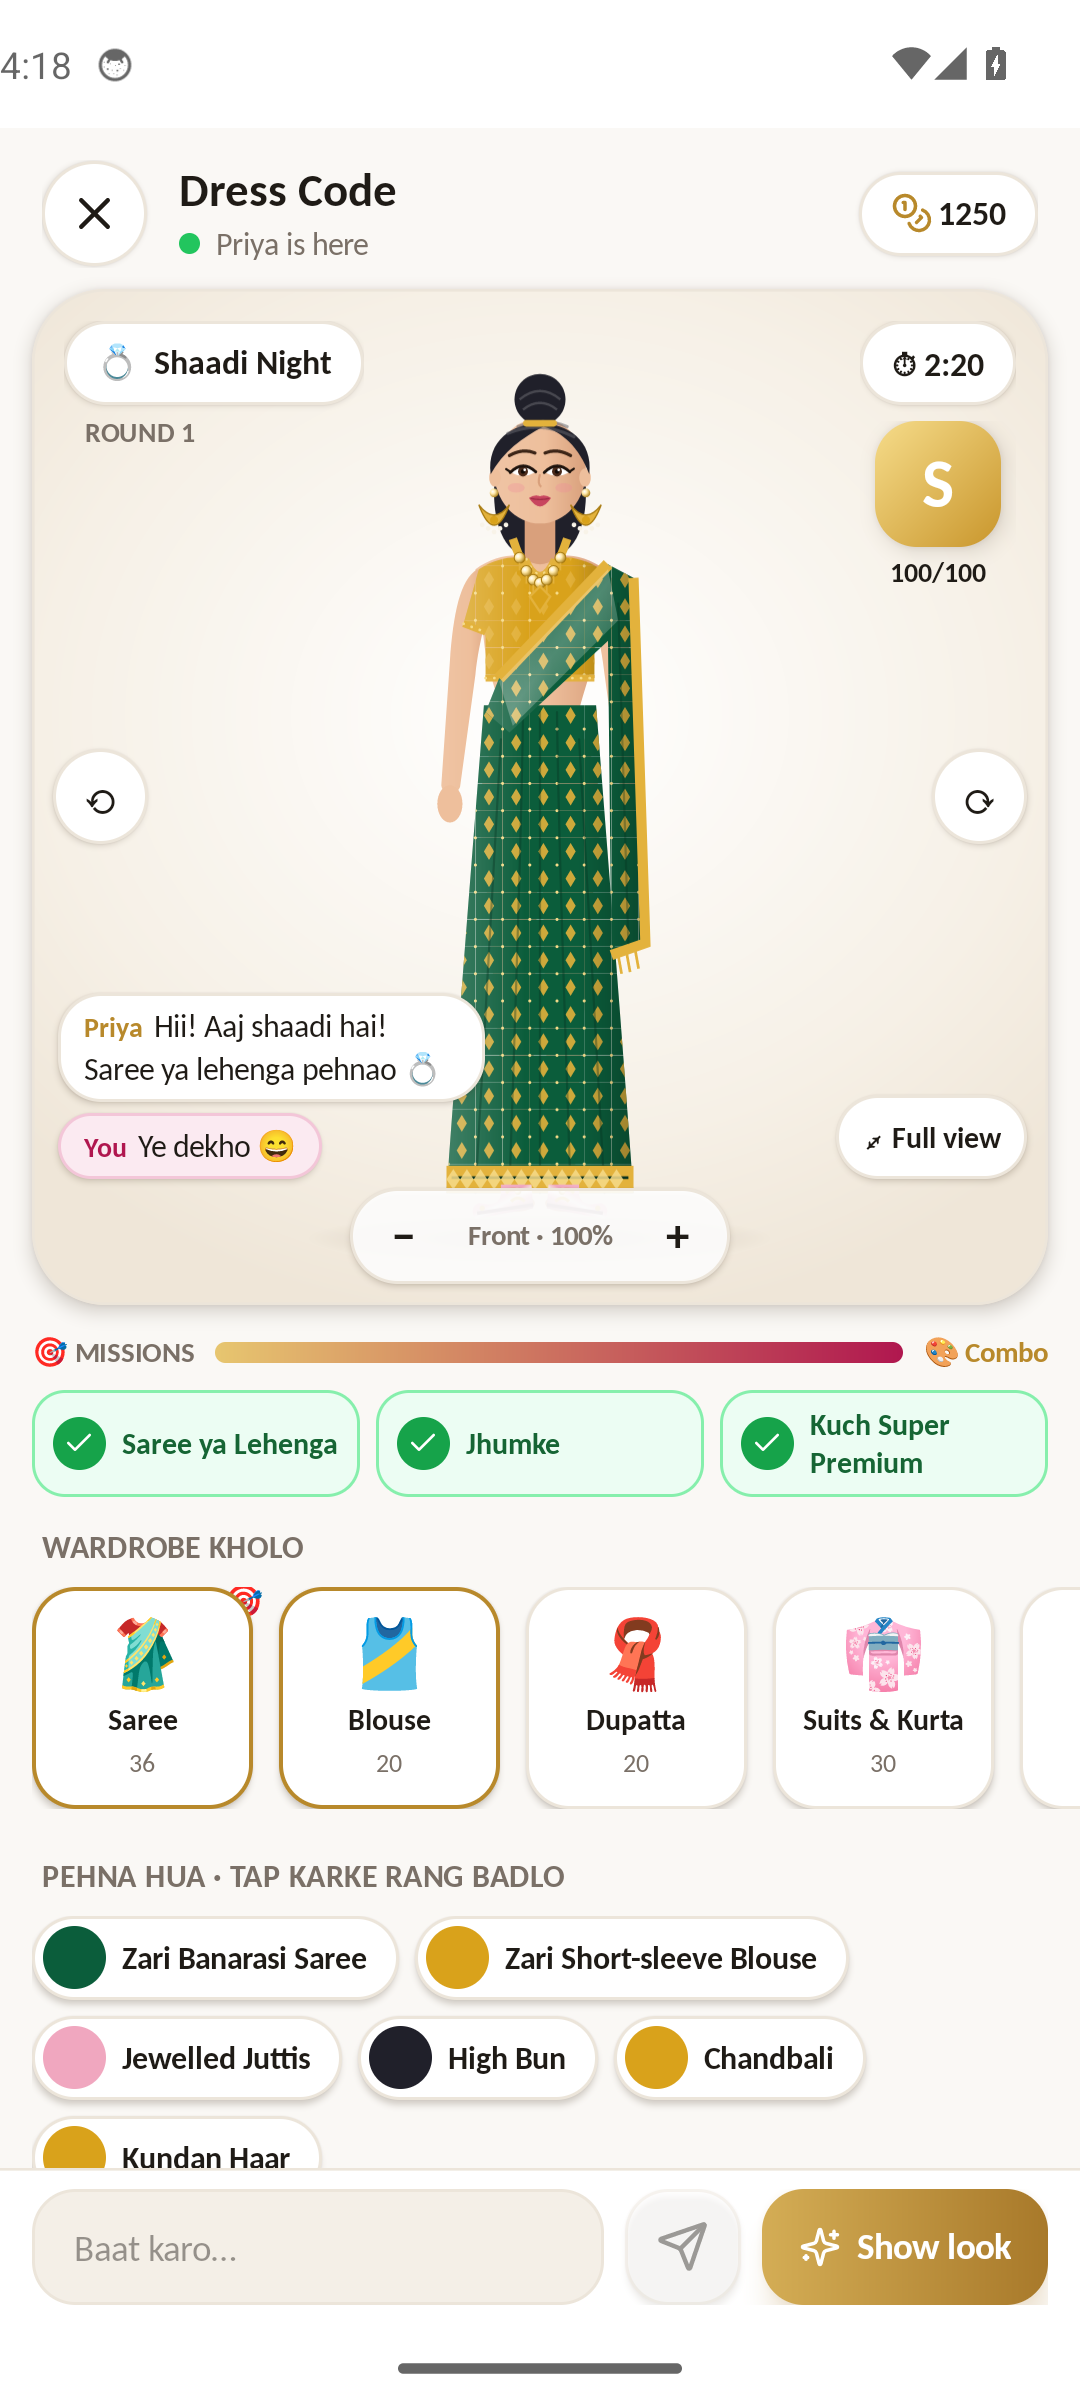 4:18
Dress Code
Priya is here
1250
Shaadi Night
2:20
ROUND 1
S
100/100
Priya Hii! Aaj shaadi hai!
Saree ya lehenga pehnao 💍
You Ye dekho 😄
Full view
− Front · 100% +
🎯 MISSIONS
🎨 Combo
Saree ya Lehenga
Jhumke
Kuch Super
Premium
WARDROBE KHOLO
Saree
36
Blouse
20
Dupatta
20
Suits & Kurta
30
PEHNA HUA · TAP KARKE RANG BADLO
Zari Banarasi Saree
Zari Short-sleeve Blouse
Jewelled Juttis
High Bun
Chandbali
Kundan Haar
Baat karo...
Show look